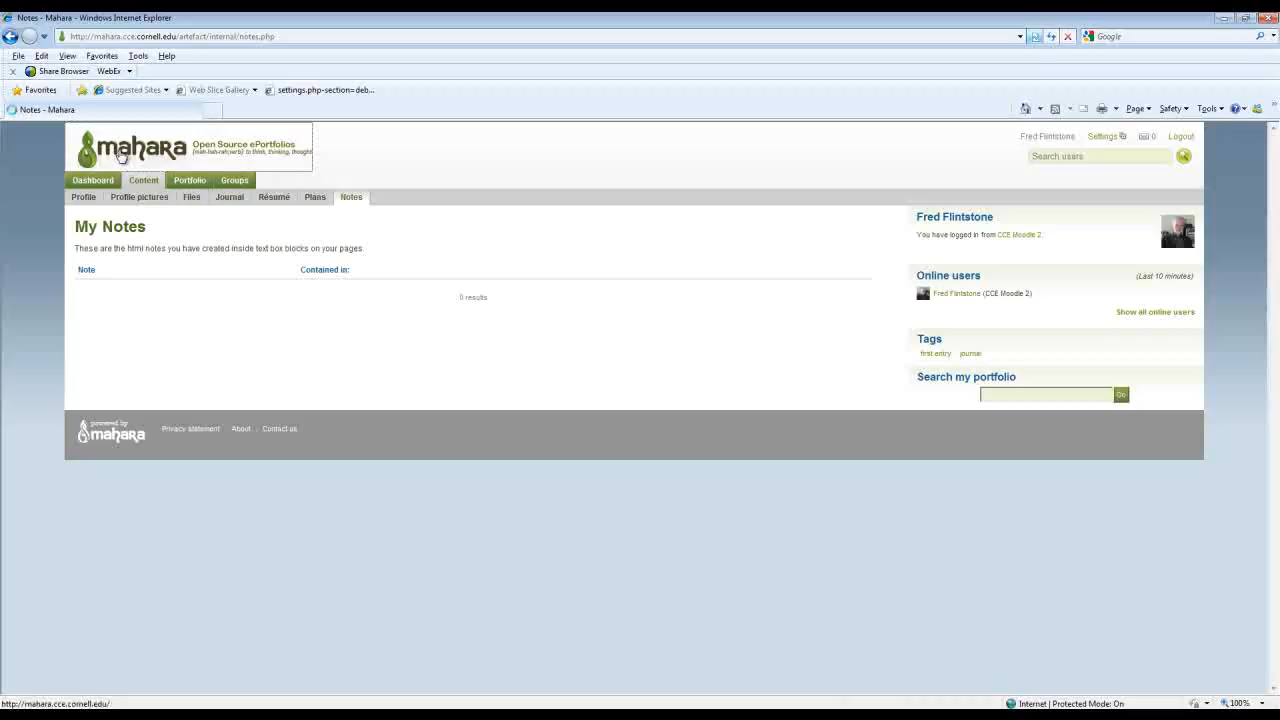 Notes - Mahara - Windows Internet Explorer
http://mahara.cce.cornell.edu/artefact/internal/notes.php
Google
File Edit View Favorites Tools Help
Share Browser WebEx
Favorites Suggested Sites Web Slice Gallery settings.php-section=deb...
Notes - Mahara
Page Safety Tools
mahara Open Source ePortfolios
Fred Flintstone Settings 0 Logout
Search users
Dashboard Content Portfolio Groups
Profile Profile pictures Files Journal Résumé Plans Notes
My Notes
These are the html notes you have created inside text box blocks on your pages.
Note Contained in:
0 results
Fred Flintstone
You have logged in from CCE Moodle 2.
Online users (Last 10 minutes)
Fred Flintstone (CCE Moodle 2)
Show all online users
Tags
first entry journal
Search my portfolio
Go
powered by
mahara
Privacy statement About Contact us
http://mahara.cce.cornell.edu/
Internet | Protected Mode: On
100%